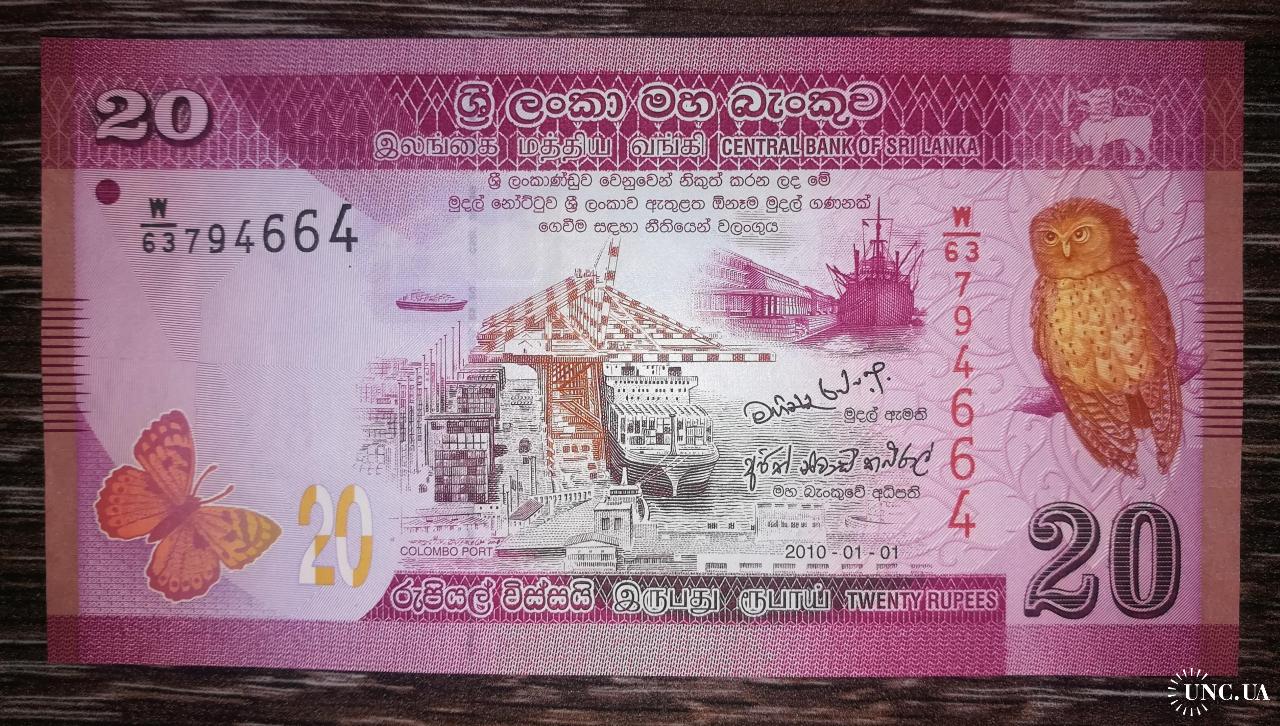 20
ශ්‍රී ලංකා මහ බැංකුව
இலங்கை மத்திய வங்கி CENTRAL BANK OF SRI LANKA
ශ්‍රී ලංකාණ්ඩුව වෙනුවෙන් නිකුත් කරන ලද මේ
මුදල් නෝට්ටුව ශ්‍රී ලංකාව ඇතුළත ඕනෑම මුදල් ගණනක්
ගෙවීම සඳහා නීතියෙන් වලංගුය
W/63 794664
W/63 794664
මුදල් ඇමති
මහ බැංකුවේ අධිපති
20
COLOMBO PORT
2010 - 01 - 01
20
රුපියල් විස්සයි இருபது ரூபாய் TWENTY RUPEES
UNC.UA